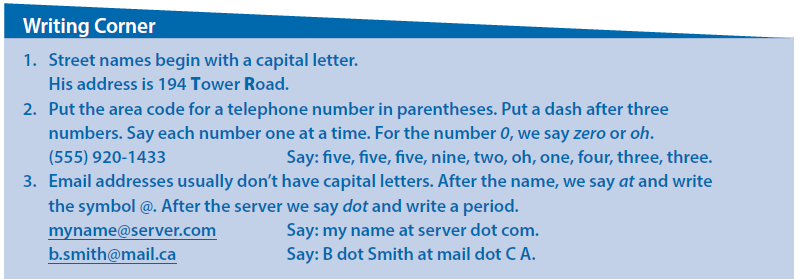 Writing Corner
1. Street names begin with a capital letter.
His address is 194 Tower Road.
2. Put the area code for a telephone number in parentheses. Put a dash after three
numbers. Say each number one at a time. For the number 0, we say zero or oh.
(555) 920-1433 Say: five, five, five, nine, two, oh, one, four, three, three.
3. Email addresses usually don't have capital letters. After the name, we say at and write
the symbol @. After the server we say dot and write a period.
myname@server.com Say: my name at server dot com.
b.smith@mail.ca Say: B dot Smith at mail dot C A.